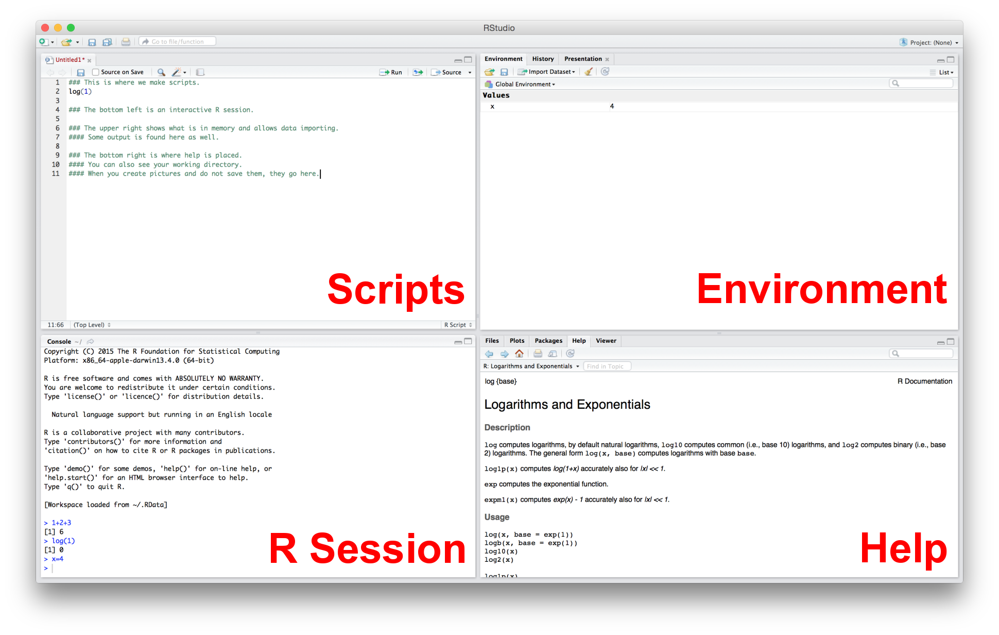 RStudio
Go to file/function
Project: (None)
Untitled1*
Source on Save
Run
Source
1 ### This is where we make scripts.
2 log(1)
3
4 ### The bottom left is an interactive R session.
5
6 ### The upper right shows what is in memory and allows data importing.
7 #### Some output is found here as well.
8
9 ### The bottom right is where help is placed.
10 #### You can also see your working directory.
11 #### When you create pictures and do not save them, they go here.
Scripts
11:66 (Top Level) R Script
Environment History Presentation
Import Dataset List
Global Environment
Values
x 4
Environment
Console ~/
Copyright (C) 2015 The R Foundation for Statistical Computing
Platform: x86_64-apple-darwin13.4.0 (64-bit)
R is free software and comes with ABSOLUTELY NO WARRANTY.
You are welcome to redistribute it under certain conditions.
Type 'license()' or 'licence()' for distribution details.
Natural language support but running in an English locale
R is a collaborative project with many contributors.
Type 'contributors()' for more information and
'citation()' on how to cite R or R packages in publications.
Type 'demo()' for some demos, 'help()' for on-line help, or
'help.start()' for an HTML browser interface to help.
Type 'q()' to quit R.
[Workspace loaded from ~/.RData]
> 1+2+3
[1] 6
> log(1)
[1] 0
> x=4
>
R Session
Files Plots Packages Help Viewer
R: Logarithms and Exponentials Find in Topic
log {base} R Documentation
Logarithms and Exponentials
Description
log computes logarithms, by default natural logarithms, log10 computes common (i.e., base 10) logarithms, and log2 computes binary (i.e., base
2) logarithms. The general form log(x, base) computes logarithms with base base.
log1p(x) computes log(1+x) accurately also for |x| << 1.
exp computes the exponential function.
expm1(x) computes exp(x) - 1 accurately also for |x| << 1.
Usage
log(x, base = exp(1))
logb(x, base = exp(1))
log10(x)
log2(x)
log1p(x)
Help